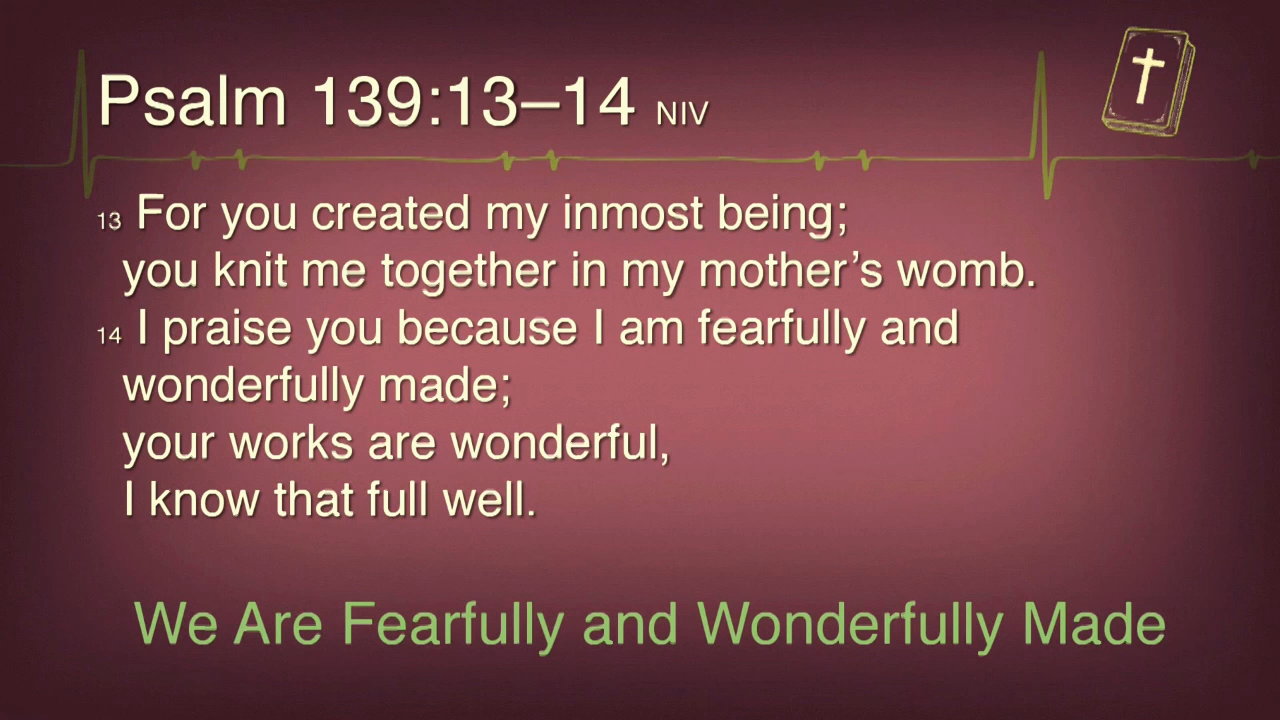 Psalm 139:13–14 NIV
13 For you created my inmost being;
you knit me together in my mother’s womb.
14 I praise you because I am fearfully and
wonderfully made;
your works are wonderful,
I know that full well.
We Are Fearfully and Wonderfully Made